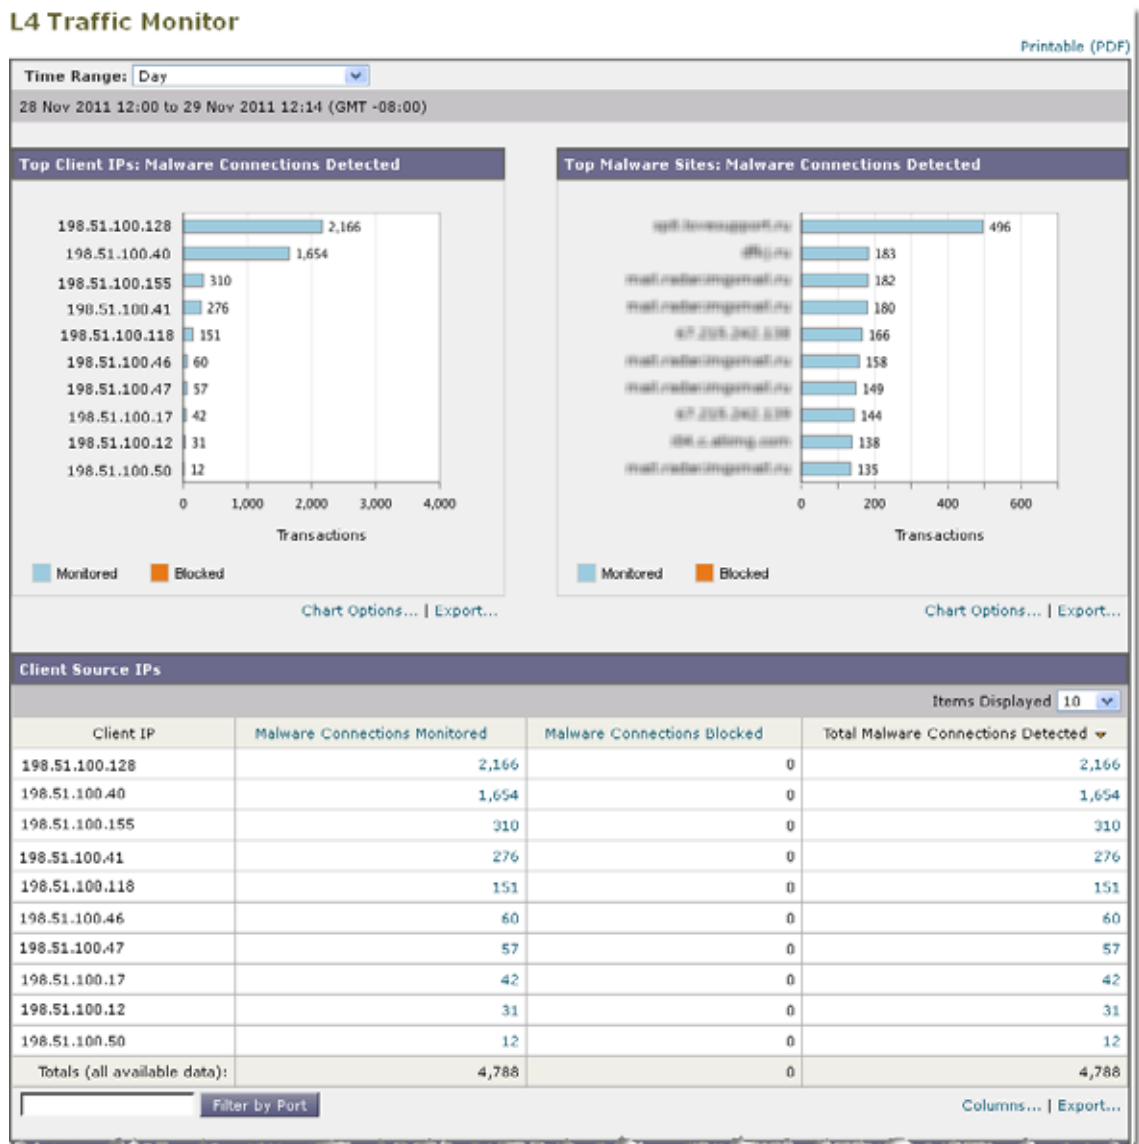 L4 Traffic Monitor
Printable (PDF)
Time Range: Day
28 Nov 2011 12:00 to 29 Nov 2011 12:14 (GMT -08:00)
Top Client IPs: Malware Connections Detected
198.51.100.128 2,166
198.51.100.40 1,654
198.51.100.155 310
198.51.100.41 276
198.51.100.118 151
198.51.100.46 60
198.51.100.47 57
198.51.100.17 42
198.51.100.12 31
198.51.100.50 12
0 1,000 2,000 3,000 4,000
Transactions
Monitored Blocked
Chart Options... | Export...
Top Malware Sites: Malware Connections Detected
496
183
182
180
166
158
149
144
138
135
0 200 400 600
Transactions
Monitored Blocked
Chart Options... | Export...
Client Source IPs
Items Displayed 10
Client IP Malware Connections Monitored Malware Connections Blocked Total Malware Connections Detected
198.51.100.128 2,166 0 2,166
198.51.100.40 1,654 0 1,654
198.51.100.155 310 0 310
198.51.100.41 276 0 276
198.51.100.118 151 0 151
198.51.100.46 60 0 60
198.51.100.47 57 0 57
198.51.100.17 42 0 42
198.51.100.12 31 0 31
198.51.100.50 12 0 12
Totals (all available data): 4,788 0 4,788
Filter by Port
Columns... | Export...